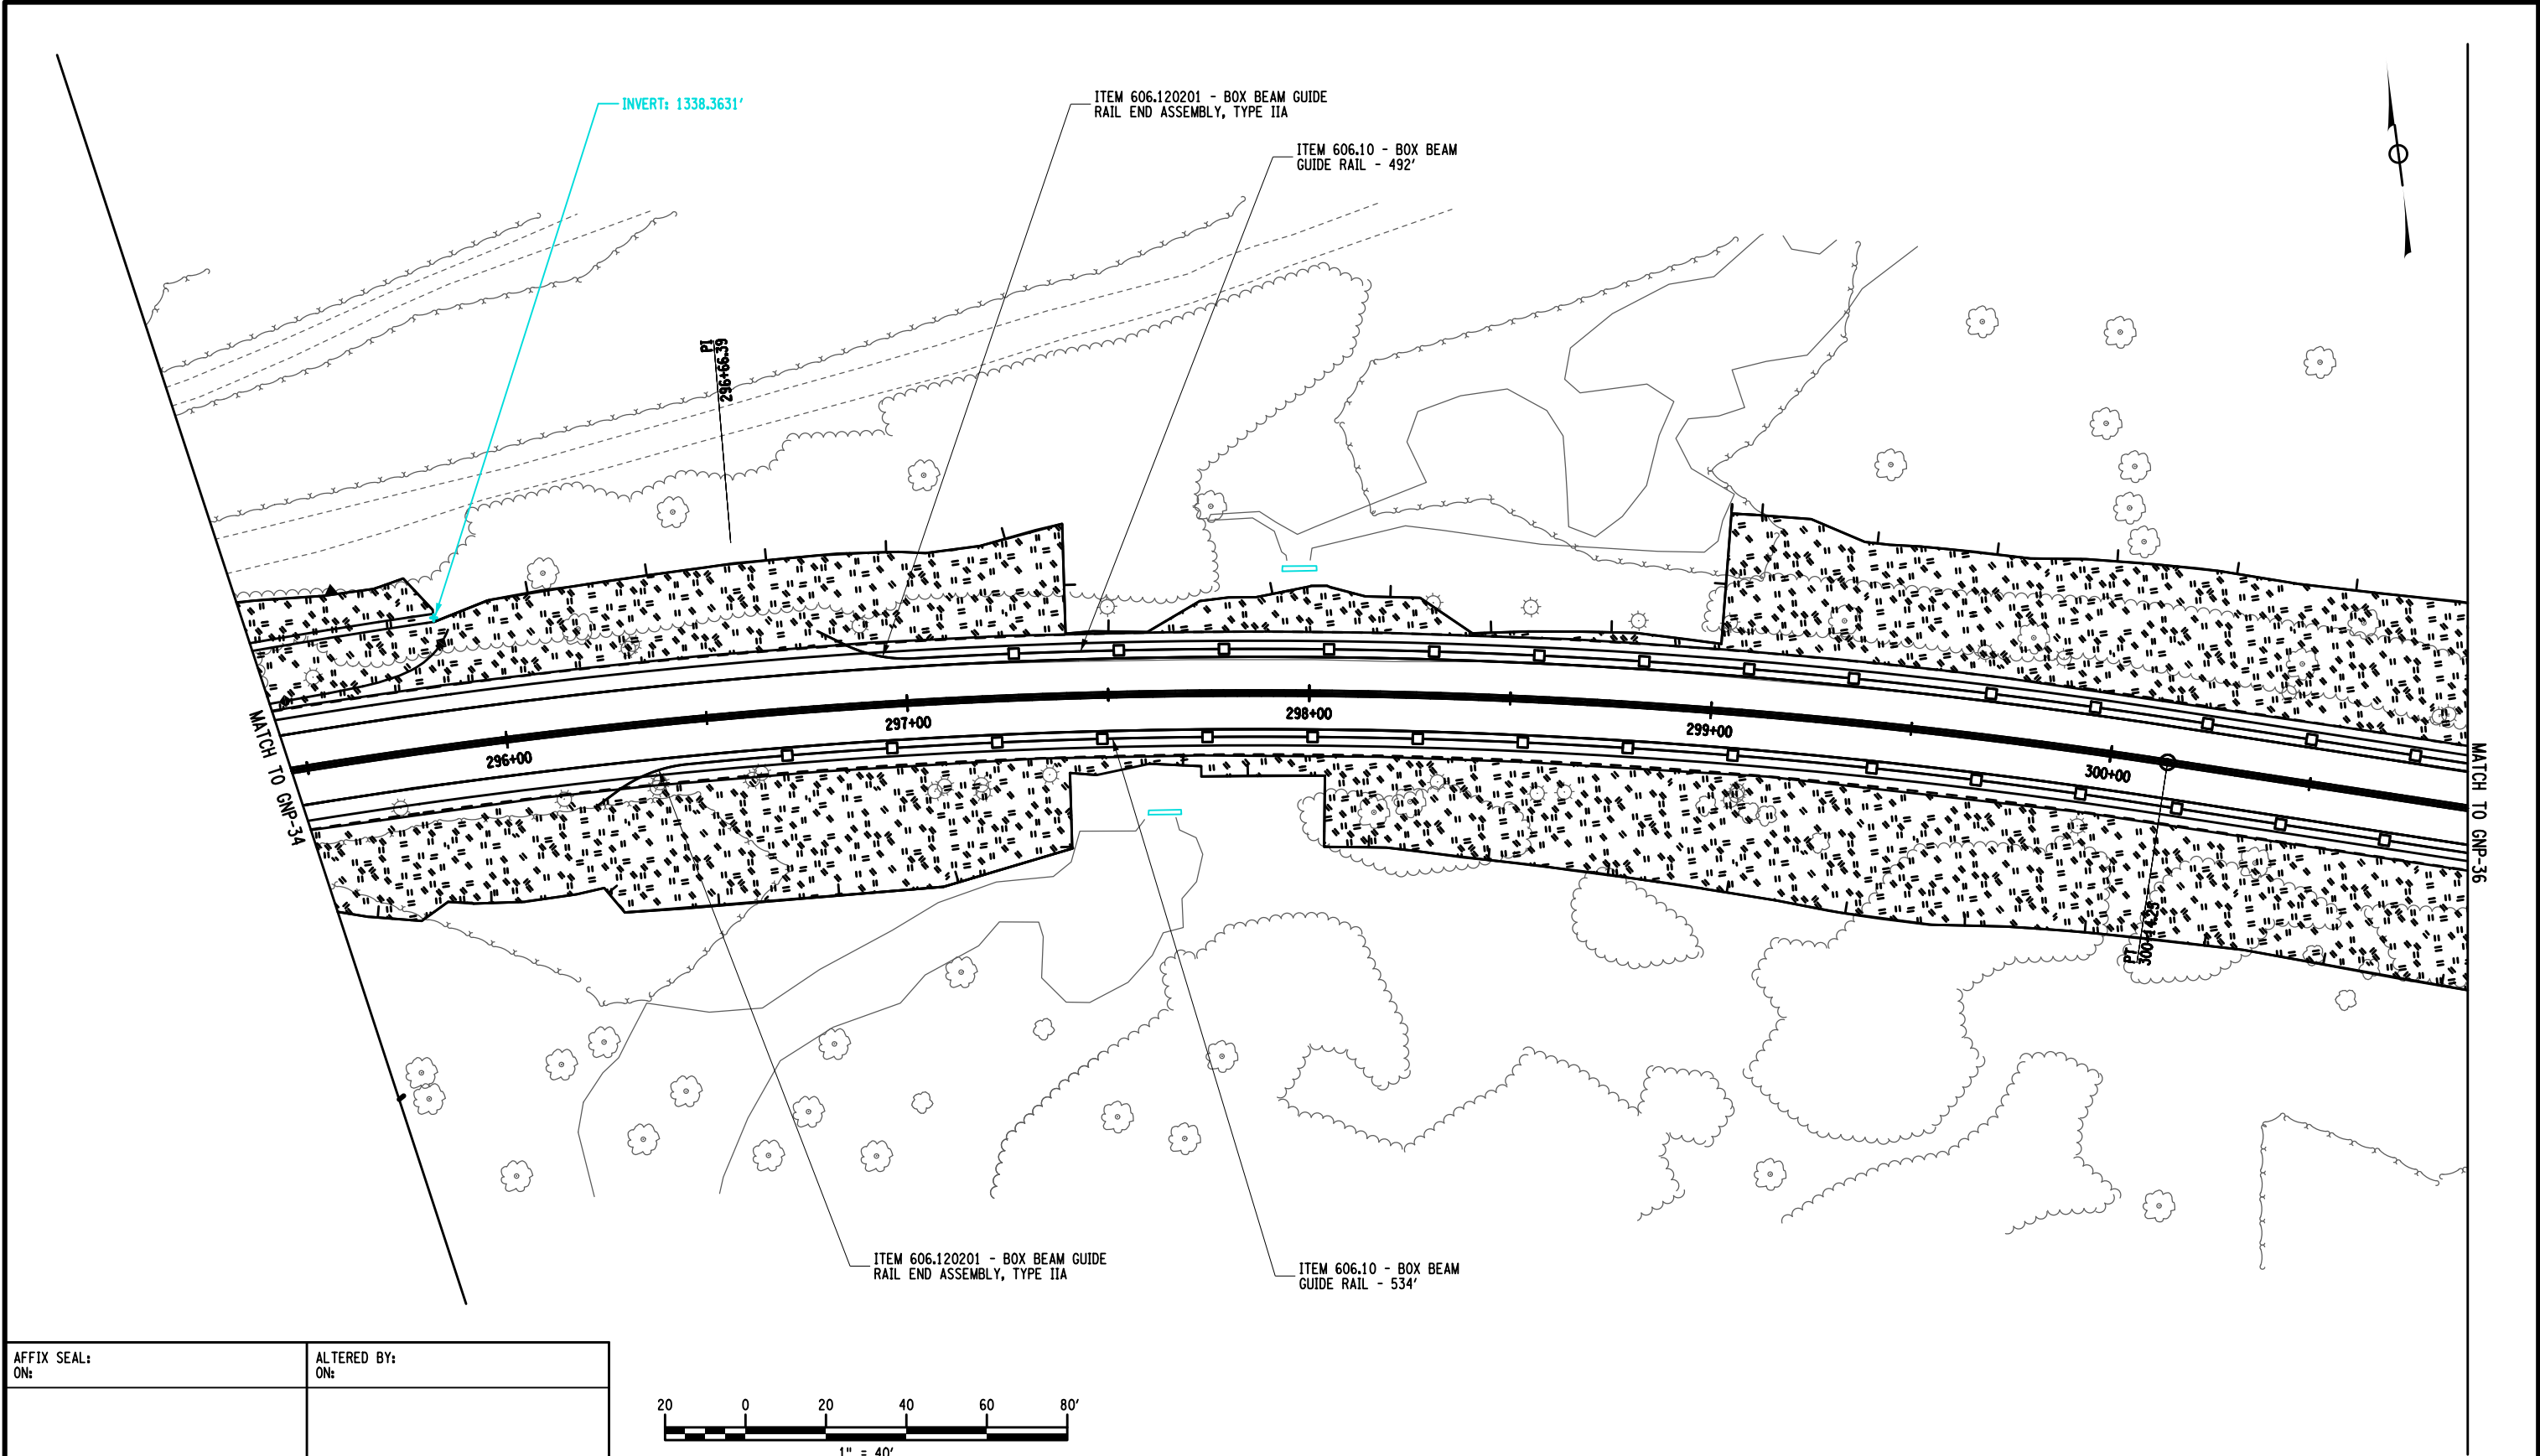 INVERT: 1338.3631'
ITEM 606.120201 - BOX BEAM GUIDE
RAIL END ASSEMBLY, TYPE IIA
ITEM 606.10 - BOX BEAM
GUIDE RAIL - 492'
PI
296+66.39
296+00
297+00
298+00
299+00
300+00
MATCH TO GNP-34
MATCH TO GNP-36
PI
ITEM 606.120201 - BOX BEAM GUIDE
RAIL END ASSEMBLY, TYPE IIA
ITEM 606.10 - BOX BEAM
GUIDE RAIL - 534'
AFFIX SEAL:
ON:
ALTERED BY:
ON:
20 0 20 40 60 80'
1" = 40'